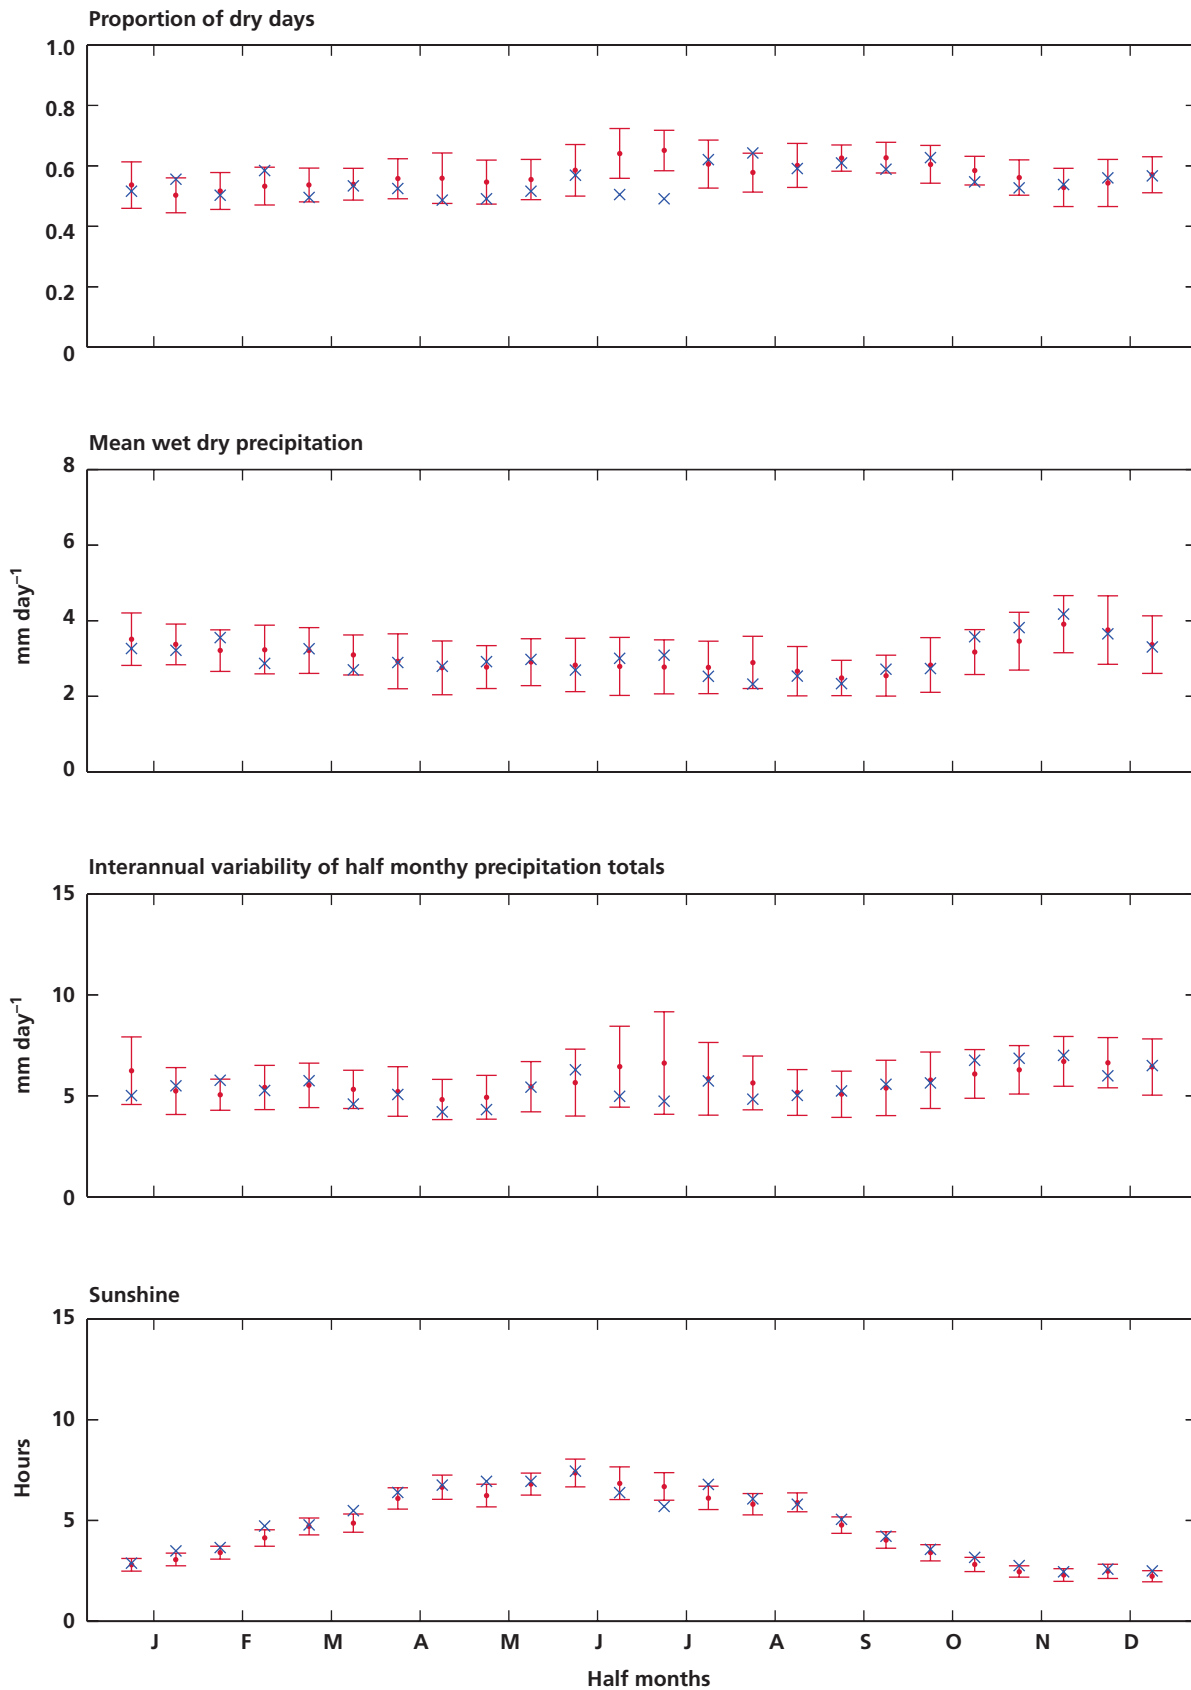 Proportion of dry days
1.0
0.8
0.6
0.4
0.2
0
Mean wet dry precipitation
8
6
4
2
0
mm day⁻¹
Interannual variability of half monthy precipitation totals
15
10
5
0
mm day⁻¹
Sunshine
15
10
5
0
Hours
J F M A M J J A S O N D
Half months